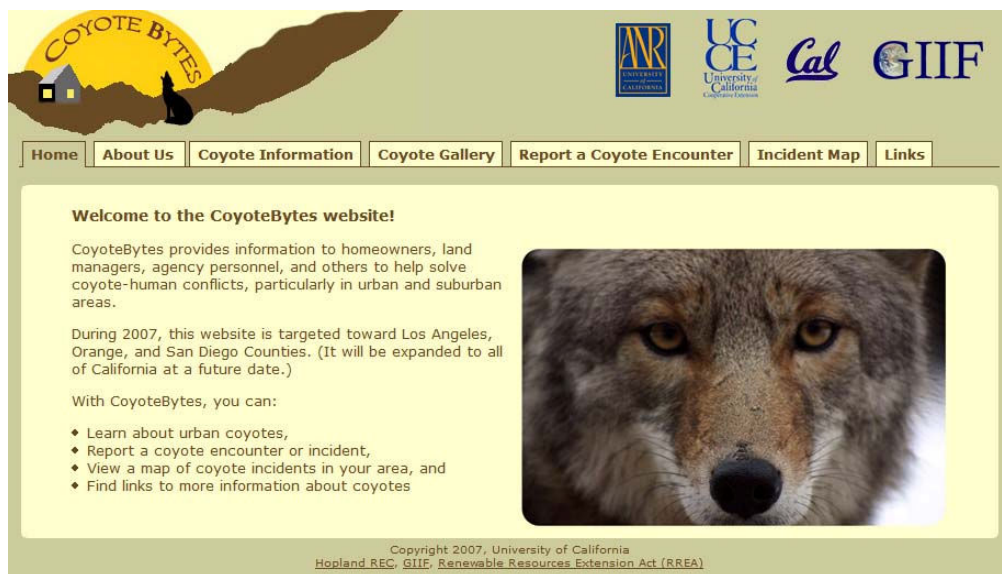 COYOTE BYTES
ANR
UNIVERSITY
of
CALIFORNIA
UC
CE
University of
California
Cooperative Extension
Cal
GIIF
Home About Us Coyote Information Coyote Gallery Report a Coyote Encounter Incident Map Links
Welcome to the CoyoteBytes website!
CoyoteBytes provides information to homeowners, land
managers, agency personnel, and others to help solve
coyote-human conflicts, particularly in urban and suburban
areas.
During 2007, this website is targeted toward Los Angeles,
Orange, and San Diego Counties. (It will be expanded to all
of California at a future date.)
With CoyoteBytes, you can:
Learn about urban coyotes,
Report a coyote encounter or incident,
View a map of coyote incidents in your area, and
Find links to more information about coyotes
Copyright 2007, University of California
Hopland REC, GIIF, Renewable Resources Extension Act (RREA)